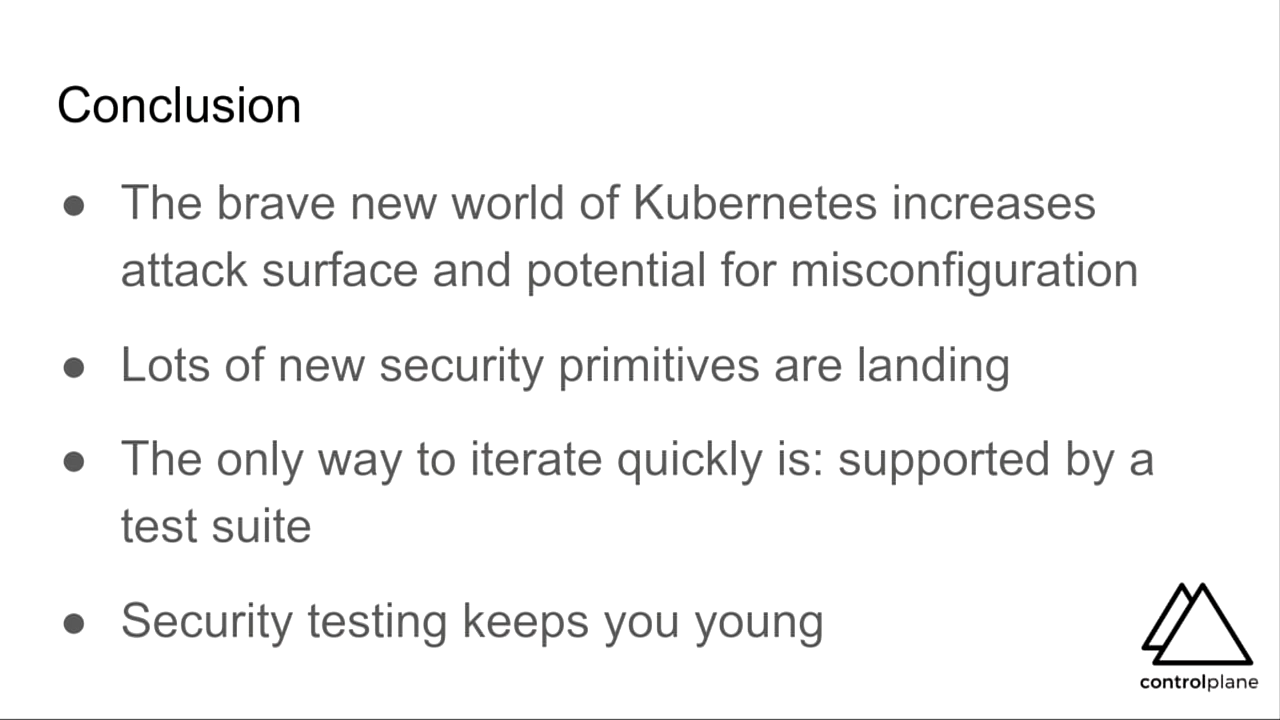 Conclusion
● The brave new world of Kubernetes increases
attack surface and potential for misconfiguration
● Lots of new security primitives are landing
● The only way to iterate quickly is: supported by a
test suite
● Security testing keeps you young
controlplane